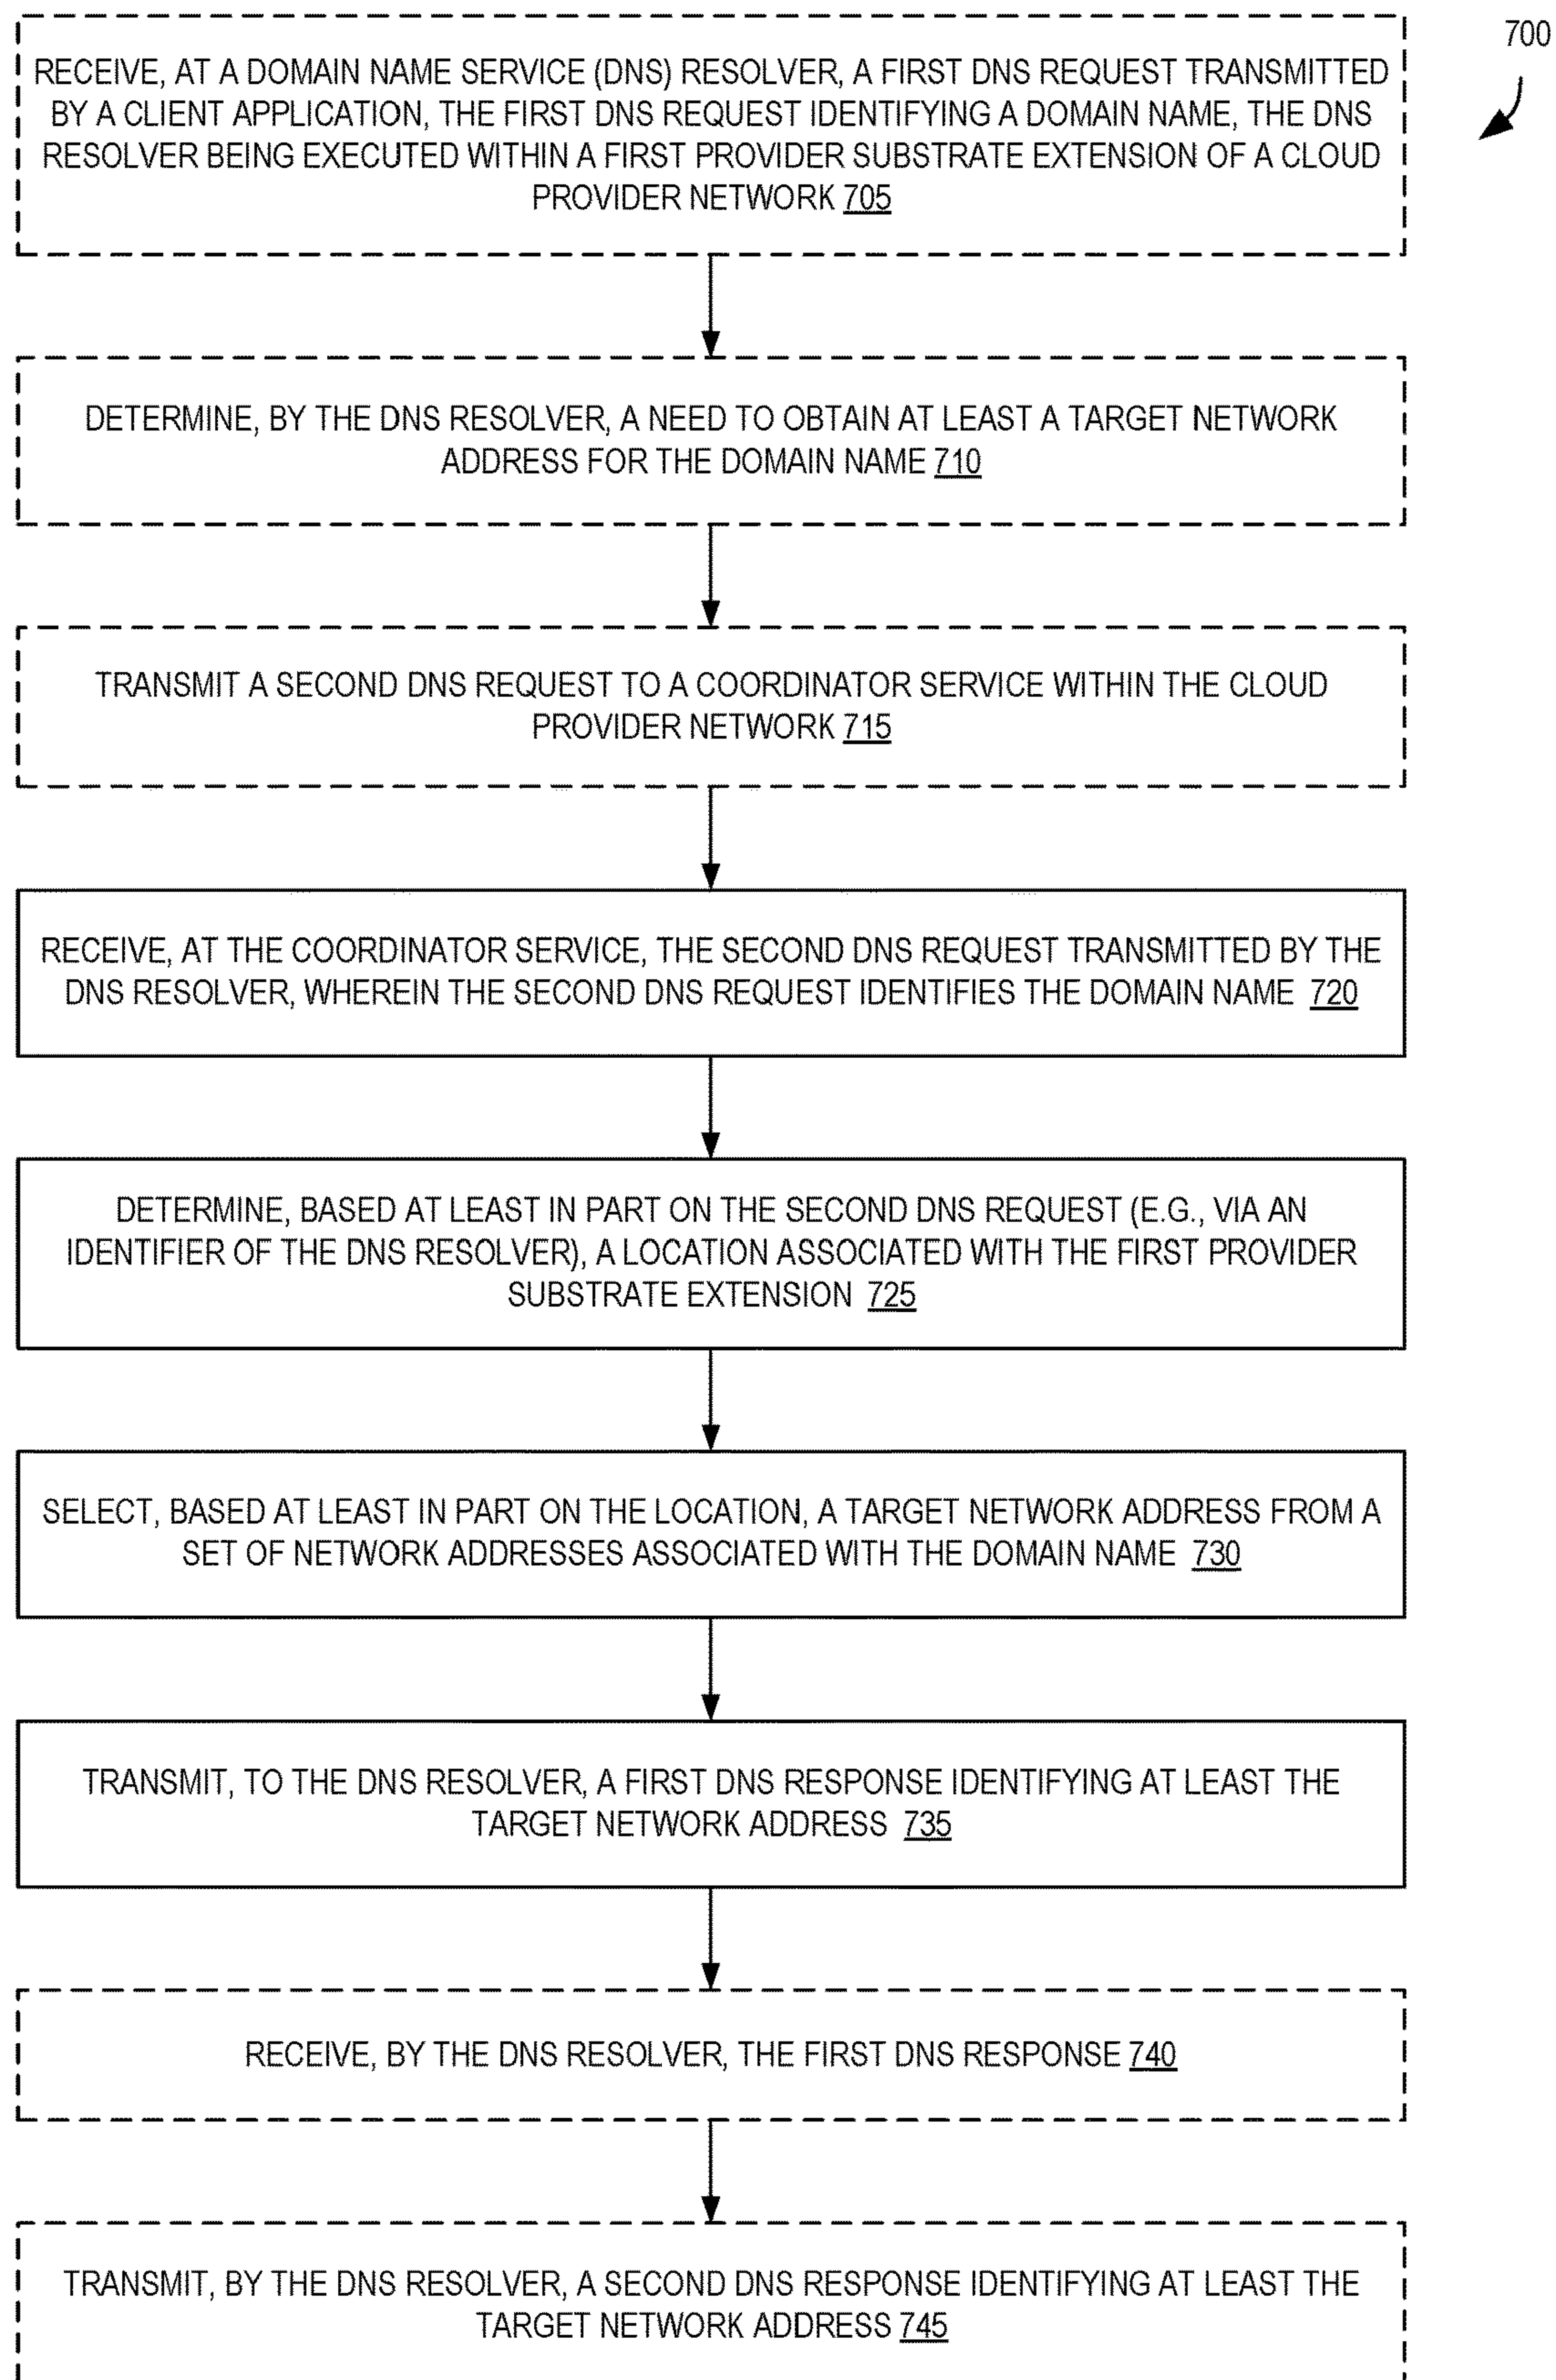 700
RECEIVE, AT A DOMAIN NAME SERVICE (DNS) RESOLVER, A FIRST DNS REQUEST TRANSMITTED
BY A CLIENT APPLICATION, THE FIRST DNS REQUEST IDENTIFYING A DOMAIN NAME, THE DNS
RESOLVER BEING EXECUTED WITHIN A FIRST PROVIDER SUBSTRATE EXTENSION OF A CLOUD
PROVIDER NETWORK 705
DETERMINE, BY THE DNS RESOLVER, A NEED TO OBTAIN AT LEAST A TARGET NETWORK
ADDRESS FOR THE DOMAIN NAME 710
TRANSMIT A SECOND DNS REQUEST TO A COORDINATOR SERVICE WITHIN THE CLOUD
PROVIDER NETWORK 715
RECEIVE, AT THE COORDINATOR SERVICE, THE SECOND DNS REQUEST TRANSMITTED BY THE
DNS RESOLVER, WHEREIN THE SECOND DNS REQUEST IDENTIFIES THE DOMAIN NAME 720
DETERMINE, BASED AT LEAST IN PART ON THE SECOND DNS REQUEST (E.G., VIA AN
IDENTIFIER OF THE DNS RESOLVER), A LOCATION ASSOCIATED WITH THE FIRST PROVIDER
SUBSTRATE EXTENSION 725
SELECT, BASED AT LEAST IN PART ON THE LOCATION, A TARGET NETWORK ADDRESS FROM A
SET OF NETWORK ADDRESSES ASSOCIATED WITH THE DOMAIN NAME 730
TRANSMIT, TO THE DNS RESOLVER, A FIRST DNS RESPONSE IDENTIFYING AT LEAST THE
TARGET NETWORK ADDRESS 735
RECEIVE, BY THE DNS RESOLVER, THE FIRST DNS RESPONSE 740
TRANSMIT, BY THE DNS RESOLVER, A SECOND DNS RESPONSE IDENTIFYING AT LEAST THE
TARGET NETWORK ADDRESS 745